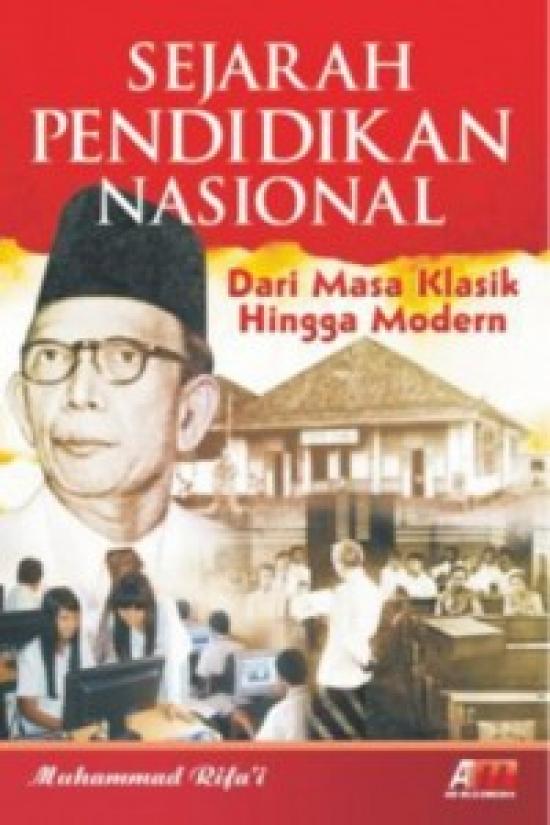 SEJARAH
PENDIDIKAN
NASIONAL
Dari Masa Klasik
Hingga Modern
Muhammad Rifa'i